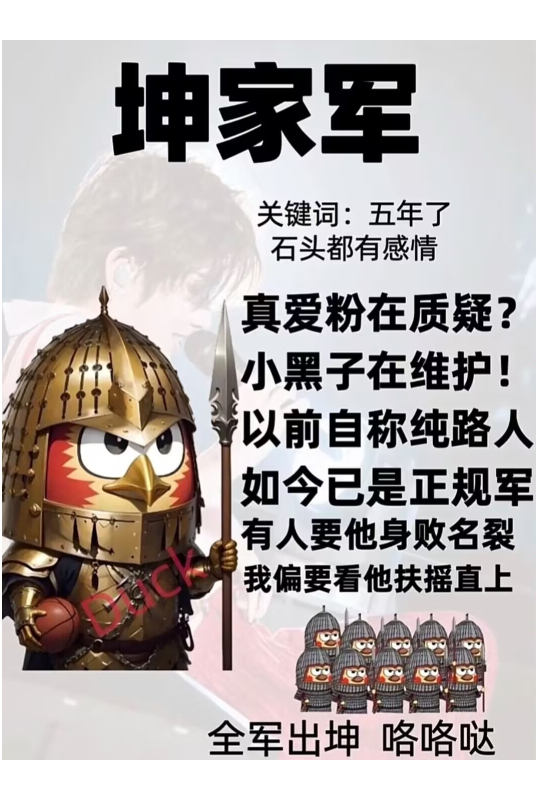 坤家军
关键词：五年了
石头都有感情
真爱粉在质疑？
小黑子在维护！
以前自称纯路人
如今已是正规军
有人要他身败名裂
我偏要看他扶摇直上
Duck
全军出坤 咯咯哒